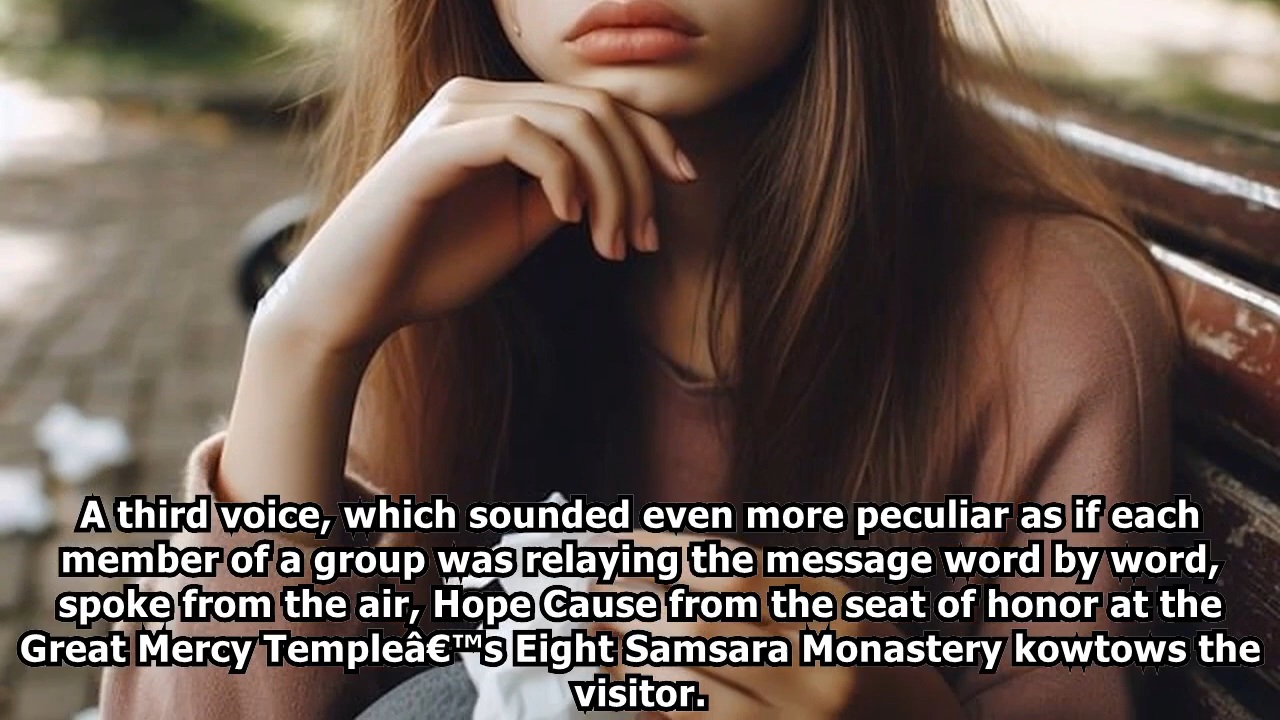 A third voice, which sounded even more peculiar as if each
member of a group was relaying the message word by word,
spoke from the air, Hope Cause from the seat of honor at the
Great Mercy Templeâ€™s Eight Samsara Monastery kowtows the
visitor.